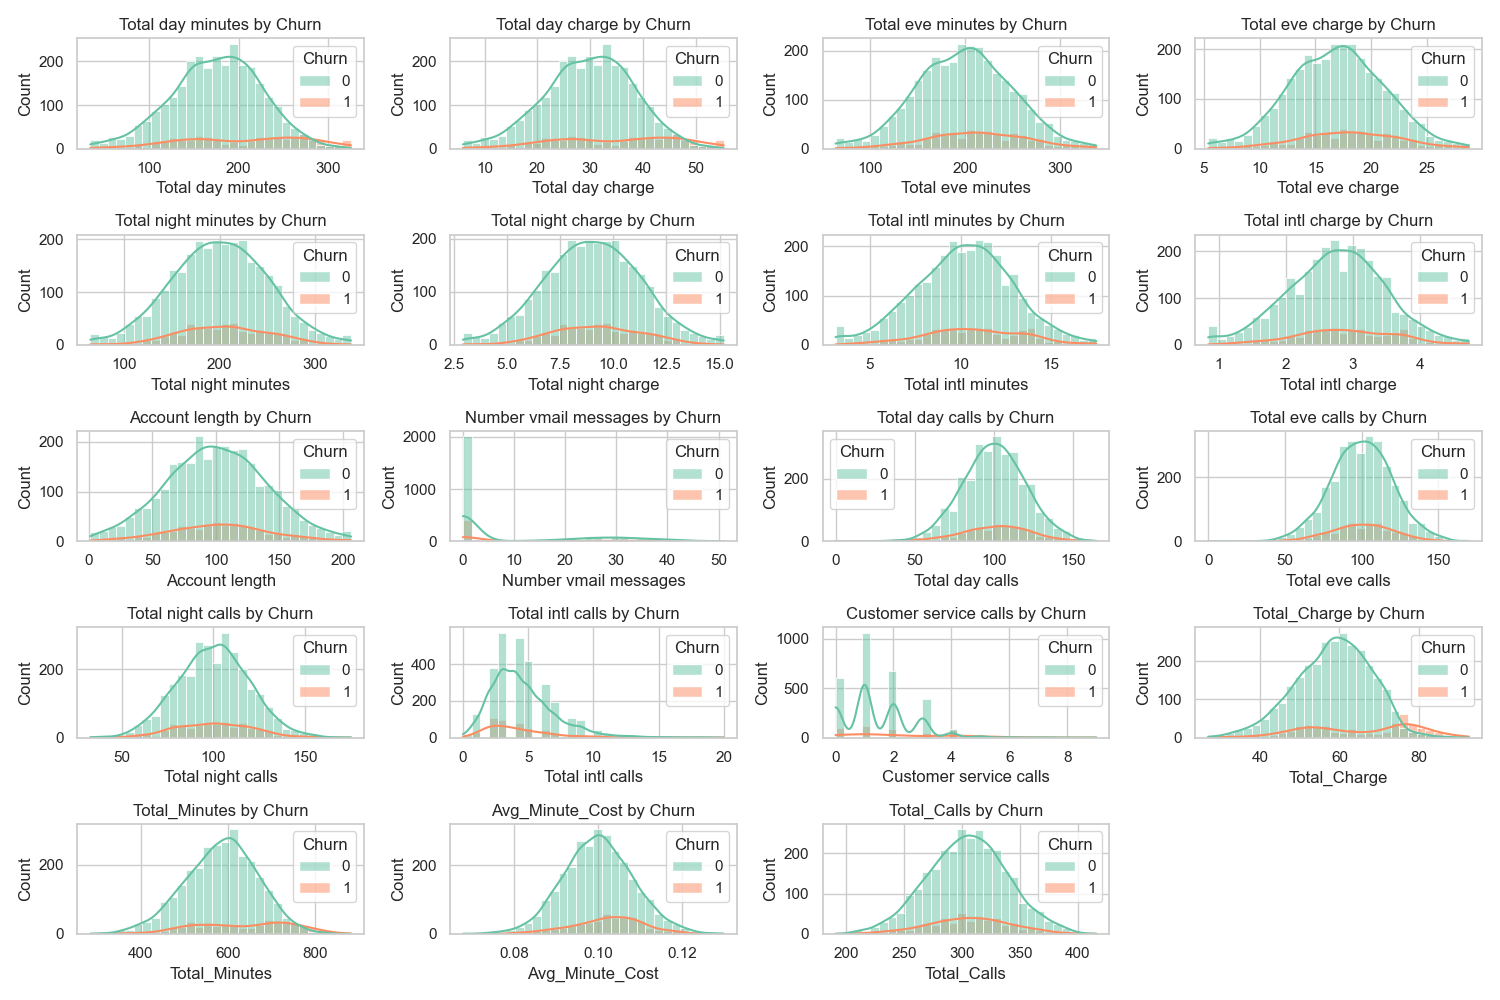 Total day minutes by Churn
Count
200
100
0
100
200
300
Total day minutes
Churn
0
1
Total day charge by Churn
Count
200
100
0
10
20
30
40
50
Total day charge
Churn
0
1
Total eve minutes by Churn
Count
200
100
0
100
200
300
Total eve minutes
Churn
0
1
Total eve charge by Churn
Count
200
100
0
5
10
15
20
25
Total eve charge
Churn
0
1
Total night minutes by Churn
Count
200
100
0
100
200
300
Total night minutes
Churn
0
1
Total night charge by Churn
Count
200
100
0
2.5
5.0
7.5
10.0
12.5
15.0
Total night charge
Churn
0
1
Total intl minutes by Churn
Count
200
100
0
5
10
15
Total intl minutes
Churn
0
1
Total intl charge by Churn
Count
200
100
0
1
2
3
4
Total intl charge
Churn
0
1
Account length by Churn
Count
200
100
0
0
50
100
150
200
Account length
Churn
0
1
Number vmail messages by Churn
Count
2000
1000
0
0
10
20
30
40
50
Number vmail messages
Churn
0
1
Total day calls by Churn
Count
200
0
0
50
100
150
Total day calls
Churn
0
1
Total eve calls by Churn
Count
200
0
0
50
100
150
Total eve calls
Churn
0
1
Total night calls by Churn
Count
200
0
50
100
150
Total night calls
Churn
0
1
Total intl calls by Churn
Count
400
200
0
0
5
10
15
20
Total intl calls
Churn
0
1
Customer service calls by Churn
Count
1000
500
0
0
2
4
6
8
Customer service calls
Churn
0
1
Total_Charge by Churn
Count
200
100
0
40
60
80
Total_Charge
Churn
0
1
Total_Minutes by Churn
Count
200
0
400
600
800
Total_Minutes
Churn
0
1
Avg_Minute_Cost by Churn
Count
200
0
0.08
0.10
0.12
Avg_Minute_Cost
Churn
0
1
Total_Calls by Churn
Count
200
100
0
200
250
300
350
400
Total_Calls
Churn
0
1